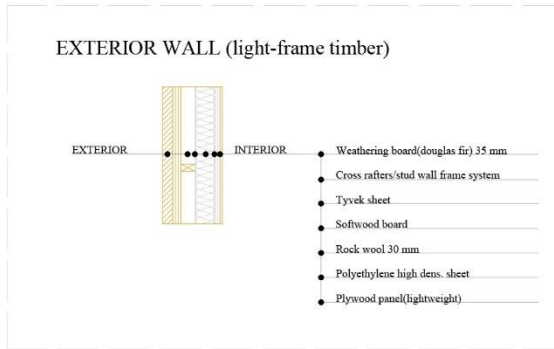 EXTERIOR WALL (light-frame timber)
EXTERIOR
INTERIOR
Weathering board(douglas fir) 35 mm
Cross rafters/stud wall frame system
Tyvek sheet
Softwood board
Rock wool 30 mm
Polyethylene high dens. sheet
Plywood panel(lightweight)